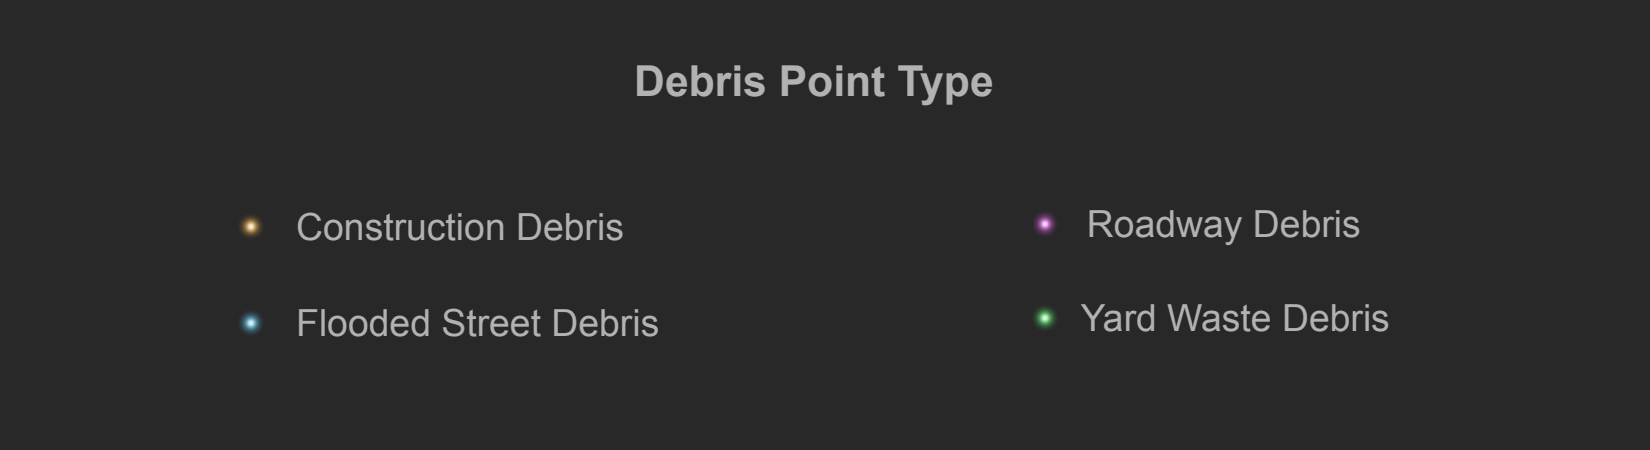 Debris Point Type
Construction Debris
Roadway Debris
Flooded Street Debris
Yard Waste Debris